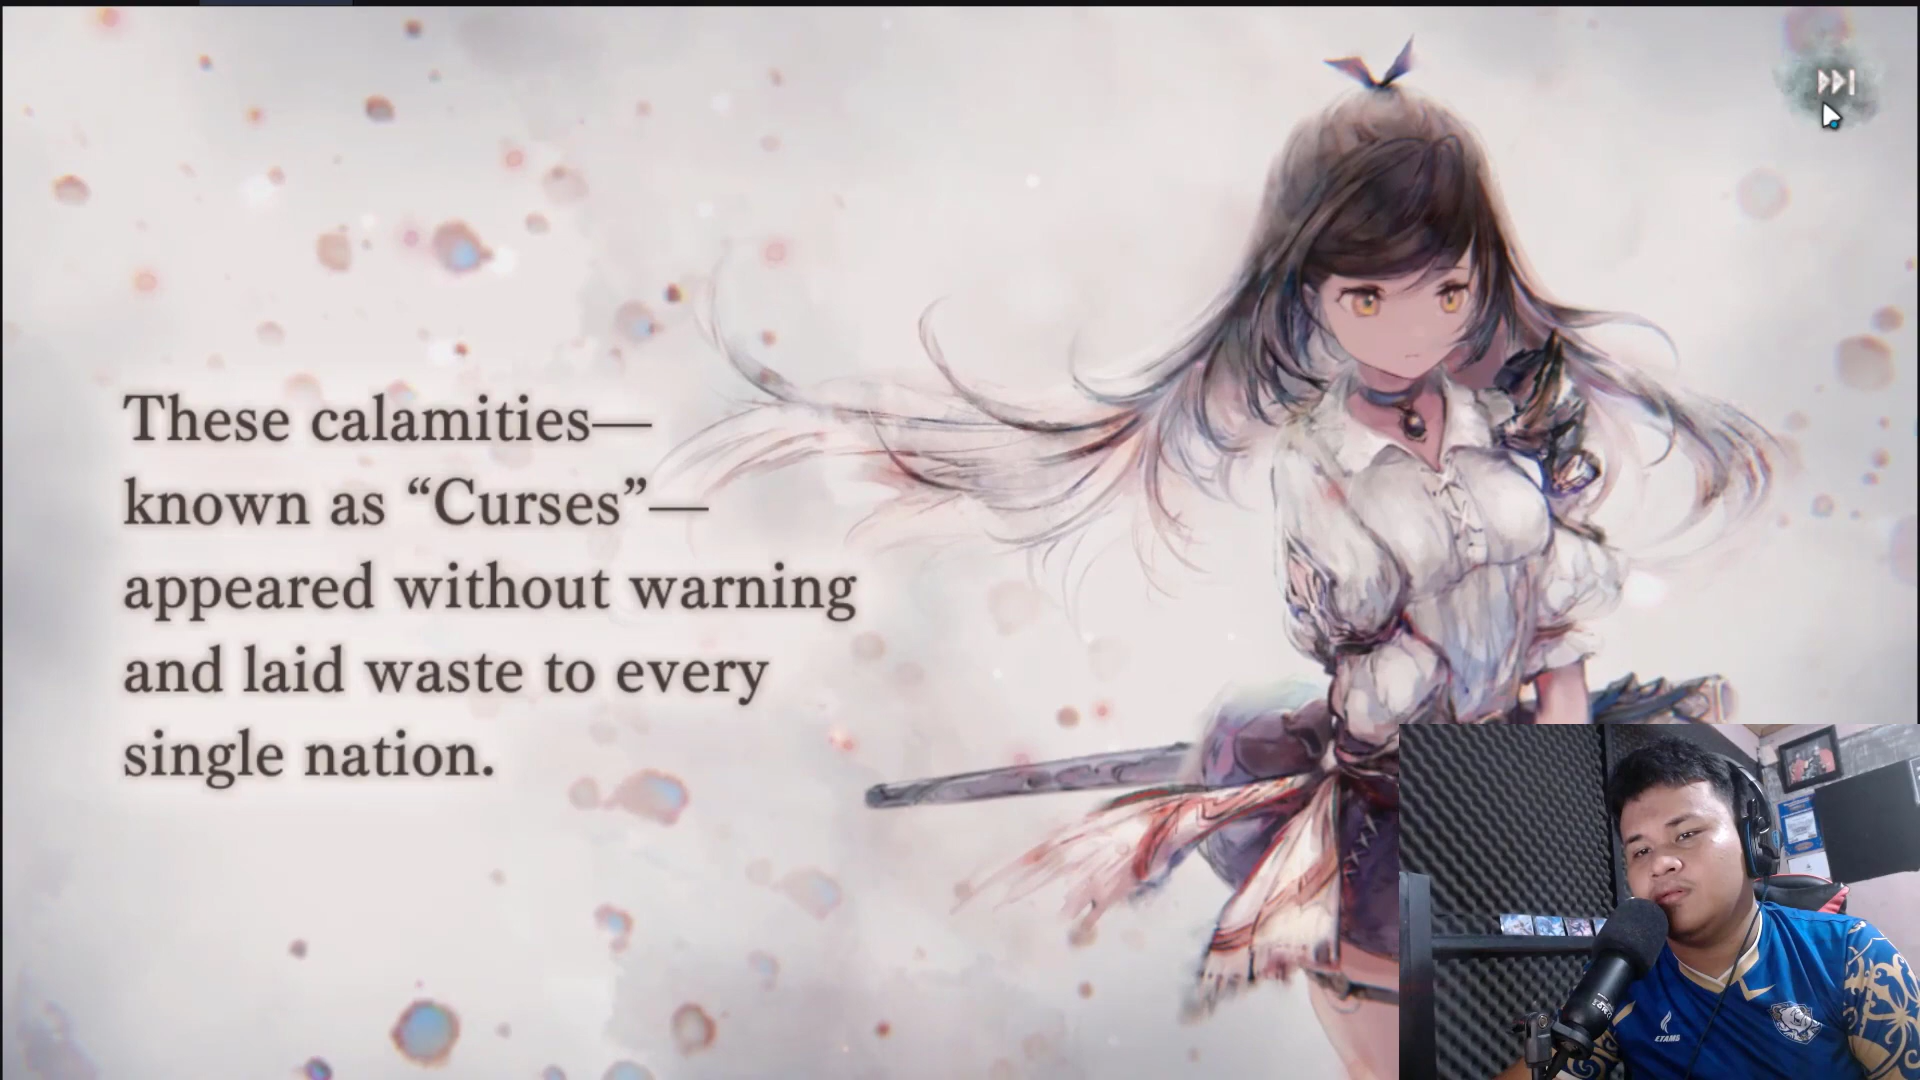 These calamities—
known as “Curses”—
appeared without warning
and laid waste to every
single nation.